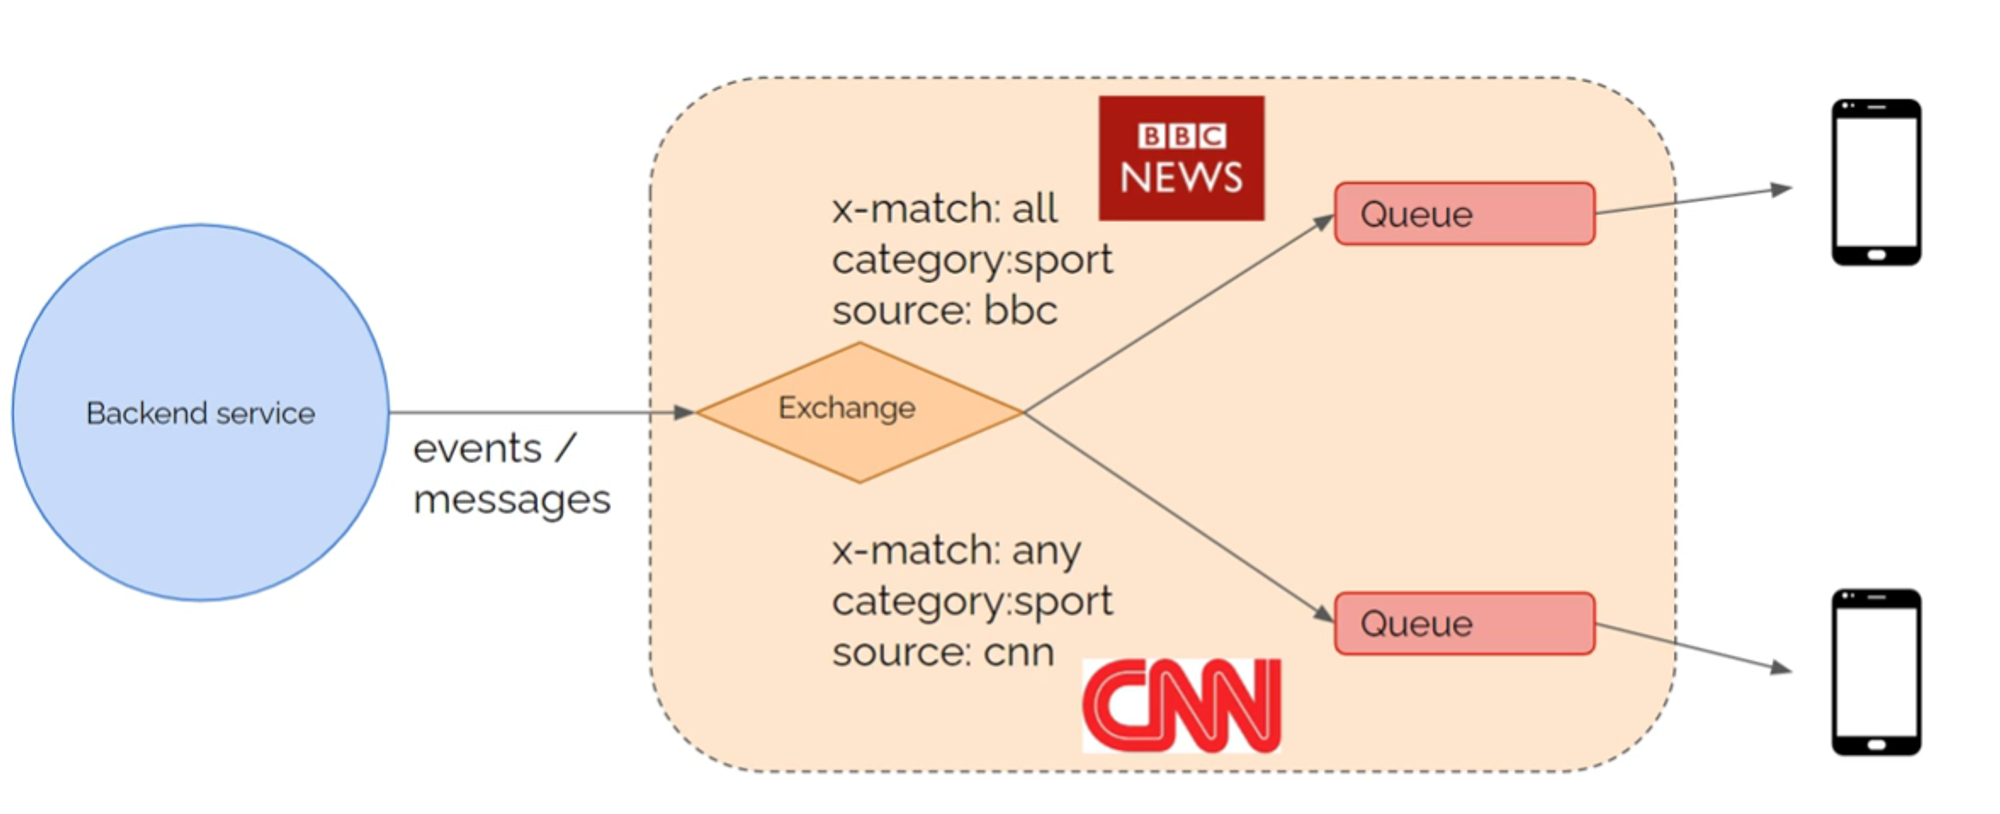 Backend service
events /
messages
x-match: all
category:sport
source: bbc
BBC
NEWS
Exchange
x-match: any
category:sport
source: cnn
CNN
Queue
Queue